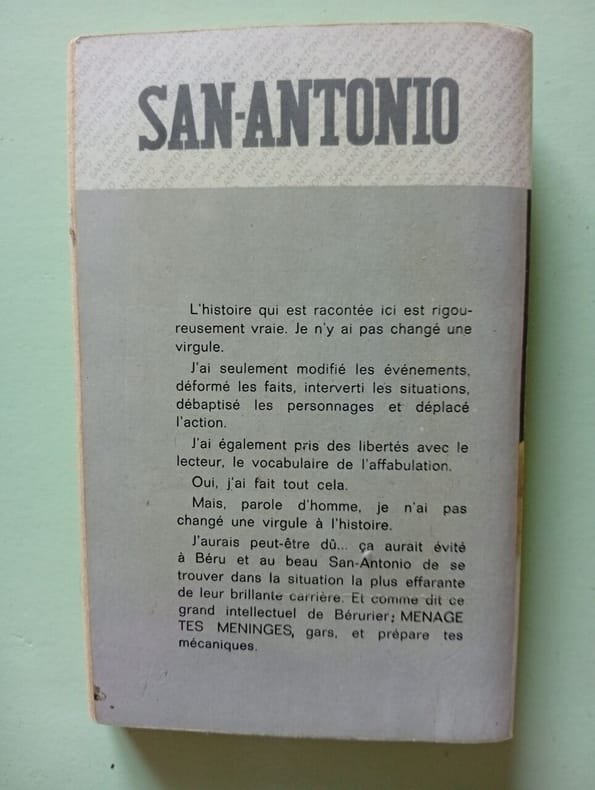 SAN-ANTONIO
L'histoire qui est racontée ici est rigou-
reusement vraie. Je n'y ai pas changé une
virgule.
J'ai seulement modifié les événements,
déformé les faits, interverti les situations,
débaptisé les personnages et déplacé
l'action.
J'ai également pris des libertés avec le
lecteur, le vocabulaire de l'affabulation.
Oui, j'ai fait tout cela.
Mais, parole d'homme, je n'ai pas
changé une virgule à l'histoire.
J'aurais peut-être dû... ça aurait évité
à Béru et au beau San-Antonio de se
trouver dans la situation la plus effarante
de leur brillante carrière. Et comme dit ce
grand intellectuel de Bérurier: MENAGE
TES MENINGES, gars, et prépare tes
mécaniques.